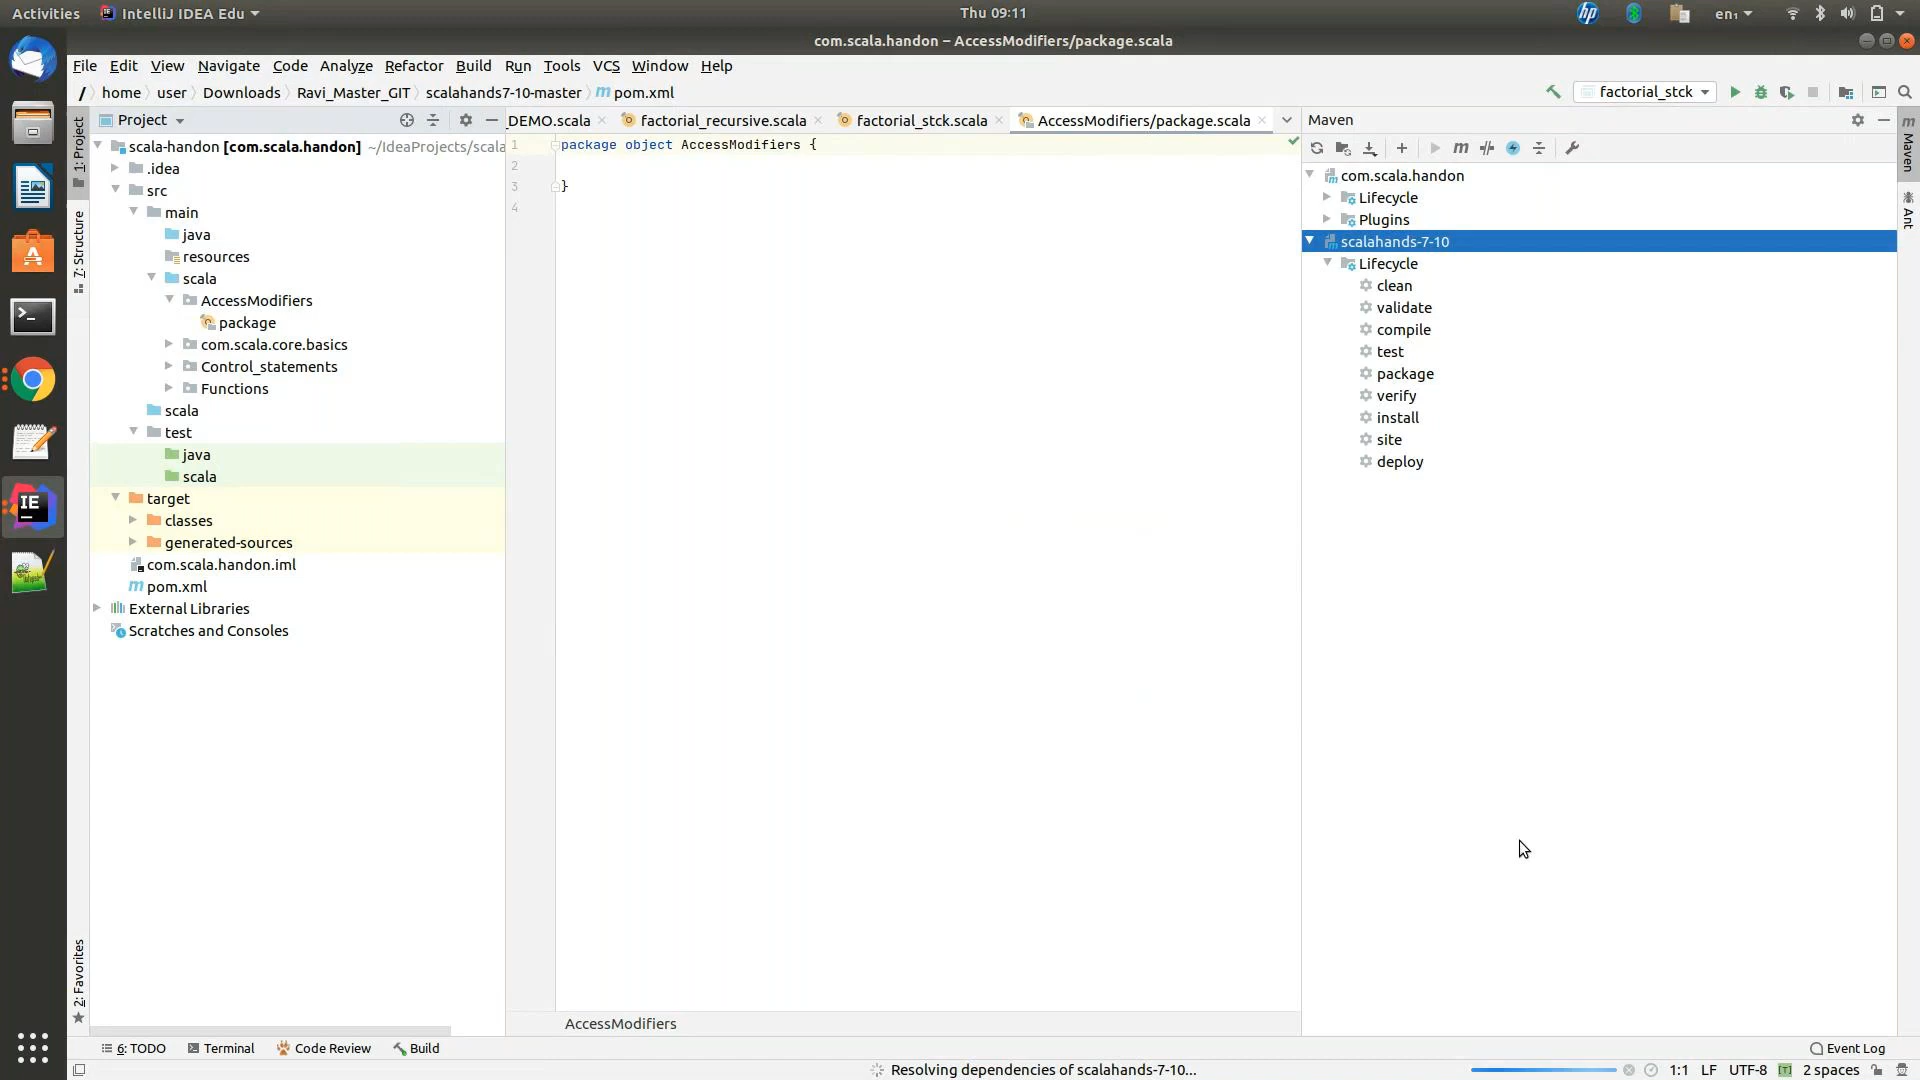 Activities IntelliJ IDEA Edu Thu 09:11 en₁
com.scala.handon – AccessModifiers/package.scala
File Edit View Navigate Code Analyze Refactor Build Run Tools VCS Window Help
/ home user Downloads Ravi_Master_GIT scalahands7-10-master m pom.xml factorial_stck
Project _DEMO.scala factorial_recursive.scala factorial_stck.scala AccessModifiers/package.scala Maven
scala-handon [com.scala.handon] ~/IdeaProjects/scala
.idea
src
main
java
resources
scala
AccessModifiers
package
com.scala.core.basics
Control_statements
Functions
scala
test
java
scala
target
classes
generated-sources
com.scala.handon.iml
m pom.xml
External Libraries
Scratches and Consoles
1: Project
7: Structure
2: Favorites
1 package object AccessModifiers {
2
3 }
4
AccessModifiers
com.scala.handon
Lifecycle
Plugins
scalahands-7-10
Lifecycle
clean
validate
compile
test
package
verify
install
site
deploy
m Maven
Ant
6: TODO Terminal Code Review Build Event Log
Resolving dependencies of scalahands-7-10... 1:1 LF UTF-8 [T] 2 spaces